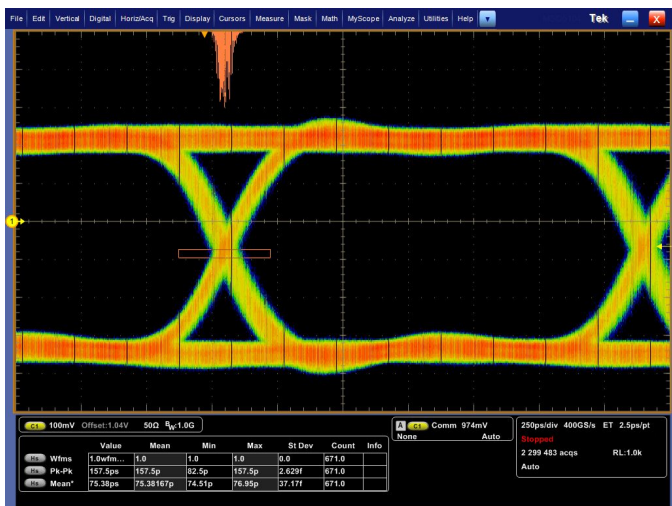 File Edit Vertical Digital Horiz/Acq Trig Display Cursors Measure Mask Math MyScope Analyze Utilities Help Tek X
1
C1 100mV Offset:1.04V 50Ω BW:1.0G
A C1 Comm 974mV
None Auto
250ps/div 400GS/s ET 2.5ps/pt
Stopped
2 299 483 acqs RL:1.0k
Auto
Value Mean Min Max St Dev Count Info
Hs Wfms 1.0wfm... 1.0 1.0 1.0 0.0 671.0
Hs Pk-Pk 157.5ps 157.5p 82.5p 157.5p 2.629f 671.0
Hs Mean* 75.38ps 75.38167p 74.51p 76.95p 37.17f 671.0